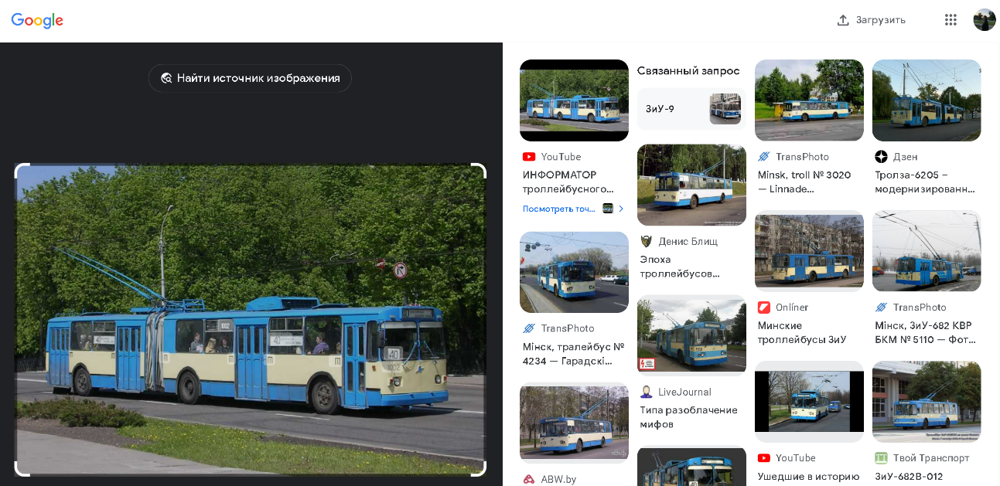 Google
Загрузить
Найти источник изображения
1002
40
40
40
1002
m
m
m
YouTube
ИНФОРМАТОР
троллейбусного...
Посмотреть точ...
TransPhoto
Мінск, тралейбус №
4234 — Гарадскі...
ABW.by
Связанный запрос
ЗиУ-9
Денис Блищ
Эпоха
троллейбусов...
LiveJournal
Типа разоблачение
мифов
TransPhoto
Minsk, troll № 3020
— Linnade...
Onlíner
Минские
троллейбусы ЗиУ
YouTube
Ушедшие в историю
Дзен
Тролза-6205 –
модернизированн...
TransPhoto
Мінск, ЗиУ-682 КВР
БКМ № 5110 — Фот...
Твой Транспорт
ЗиУ-682В-012